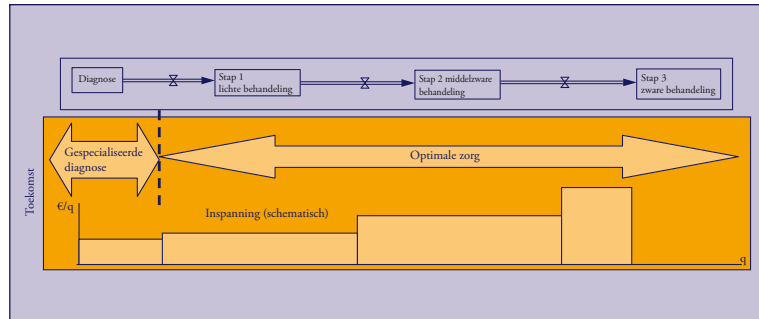 Diagnose
Stap 1
lichte behandeling
Stap 2 middelzware
behandeling
Stap 3
zware behandeling
Toekomst
Gespecialiseerde
diagnose
Optimale zorg
€/q
Inspanning (schematisch)
q